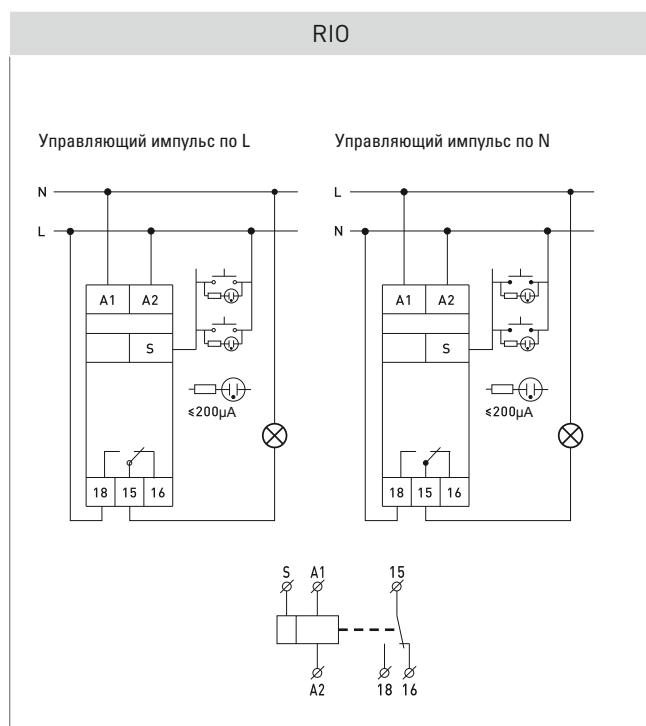 RIO
Управляющий импульс по L
N
L
A1 A2
S
≤200µA
18 15 16
Управляющий импульс по N
L
N
A1 A2
S
≤200µA
18 15 16
S A1 15
A2 18 16